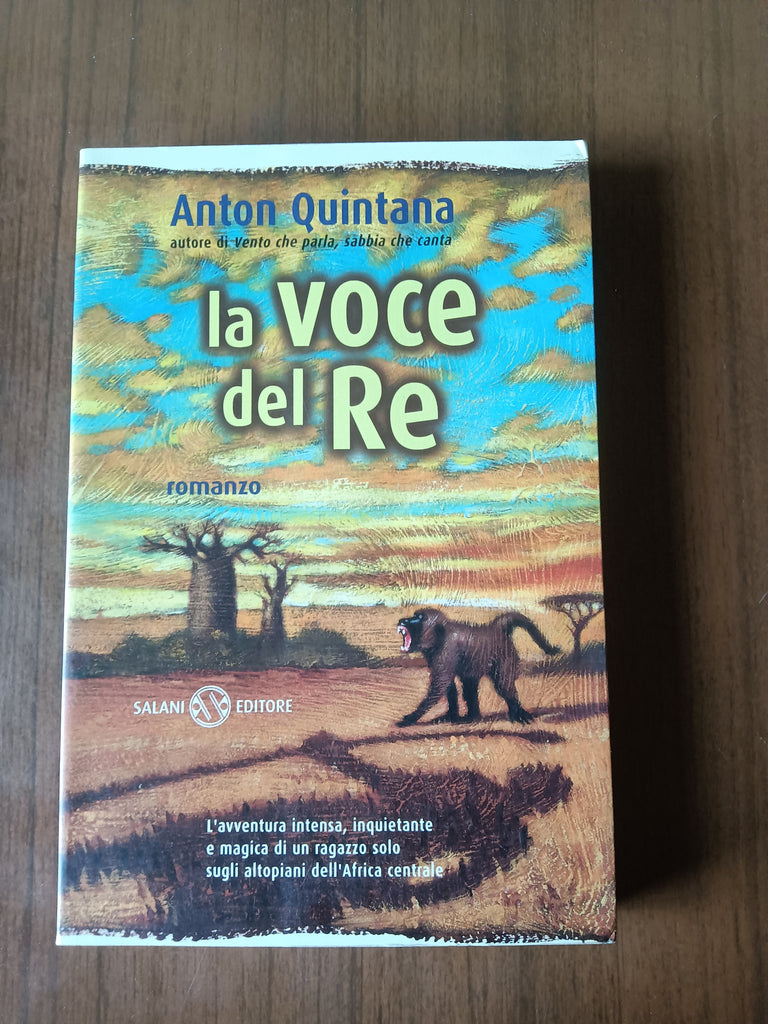 Anton Quintana
autore di Vento che parla, sabbia che canta
la voce
del Re
romanzo
SALANI EDITORE
L'avventura intensa, inquietante
e magica di un ragazzo solo
sugli altopiani dell'Africa centrale